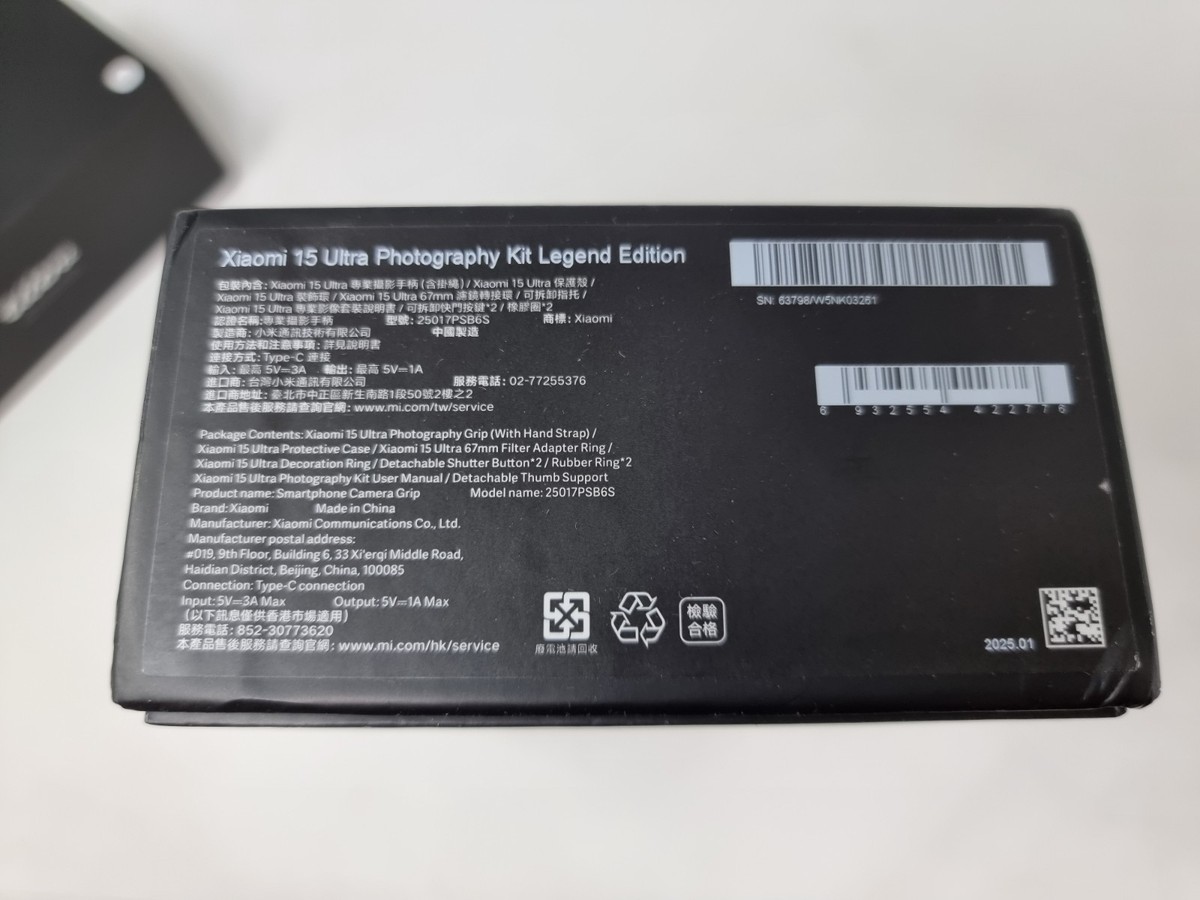 Xiaomi 15 Ultra Photography Kit Legend Edition
包裝內含: Xiaomi 15 Ultra 專業攝影手柄 (含掛繩) / Xiaomi 15 Ultra 保護殼 /
Xiaomi 15 Ultra 裝飾環 / Xiaomi 15 Ultra 67mm 濾鏡轉接環 / 可拆卸指托 /
Xiaomi 15 Ultra 專業影像套裝說明書 / 可拆卸快門按鍵*2 / 橡膠圈*2
認證名稱:專業攝影手柄 型號: 25017PSB6S 商標: Xiaomi
製造商: 小米通訊技術有限公司 中國製造
使用方法和注意事項: 詳見說明書
連接方式: Type-C 連接
輸入: 最高 5V⎓3A 輸出: 最高 5V⎓1A
進口商: 台灣小米通訊有限公司 服務電話: 02-77255376
進口商地址: 臺北市中正區新生南路1段50號2樓之2
本產品售後服務請查詢官網: www.mi.com/tw/service
Package Contents: Xiaomi 15 Ultra Photography Grip (With Hand Strap) /
Xiaomi 15 Ultra Protective Case / Xiaomi 15 Ultra 67mm Filter Adapter Ring /
Xiaomi 15 Ultra Decoration Ring / Detachable Shutter Button*2 / Rubber Ring*2
Xiaomi 15 Ultra Photography Kit User Manual / Detachable Thumb Support
Product name: Smartphone Camera Grip Model name: 25017PSB6S
Brand: Xiaomi Made in China
Manufacturer: Xiaomi Communications Co., Ltd.
Manufacturer postal address:
#019, 9th Floor, Building 6, 33 Xi'erqi Middle Road,
Haidian District, Beijing, China, 100085
Connection: Type-C connection
Input: 5V⎓3A Max Output: 5V⎓1A Max
(以下訊息僅供香港市場適用)
服務電話: 852-30773620
本產品售後服務請查詢官網: www.mi.com/hk/service
SN: 63798/W5NK03261
6 932554 422776
廢電池請回收
檢驗
合格
2025.01